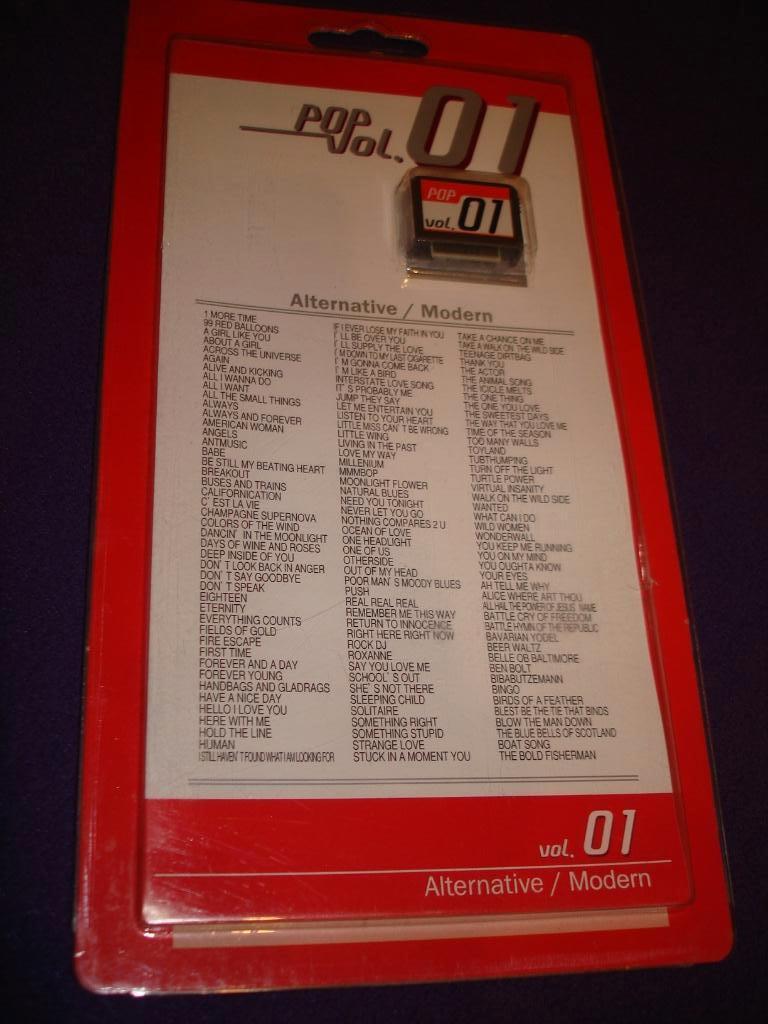 POP
Vol. 01
POP
vol. 01
Alternative / Modern
1 MORE TIME
99 RED BALLOONS
A GIRL LIKE YOU
ABOUT A GIRL
ACROSS THE UNIVERSE
AGAIN
ALIVE AND KICKING
ALL I WANNA DO
ALL I WANT
ALL THE SMALL THINGS
ALWAYS
ALWAYS AND FOREVER
AMERICAN WOMAN
ANGELS
ANTMUSIC
BABE
BE STILL MY BEATING HEART
BREAKOUT
BUSES AND TRAINS
CALIFORNICATION
C' EST LA VIE
CHAMPAGNE SUPERNOVA
COLORS OF THE WIND
DANCIN' IN THE MOONLIGHT
DAYS OF WINE AND ROSES
DEEP INSIDE OF YOU
DON' T LOOK BACK IN ANGER
DON' T SAY GOODBYE
DON' T SPEAK
EIGHTEEN
ETERNITY
EVERYTHING COUNTS
FIELDS OF GOLD
FIRE ESCAPE
FIRST TIME
FOREVER AND A DAY
FOREVER YOUNG
HANDBAGS AND GLADRAGS
HAVE A NICE DAY
HELLO I LOVE YOU
HERE WITH ME
HOLD THE LINE
HUMAN
I STILL HAVEN' T FOUND WHAT I AM LOOKING FOR
IF I EVER LOSE MY FAITH IN YOU
I' LL BE OVER YOU
I' LL SUPPLY THE LOVE
I' M DOWN TO MY LAST CIGARETTE
I' M GONNA COME BACK
I' M LIKE A BIRD
INTERSTATE LOVE SONG
IT' S PROBABLY ME
JUMP THEY SAY
LET ME ENTERTAIN YOU
LISTEN TO YOUR HEART
LITTLE MISS CAN' T BE WRONG
LITTLE WING
LIVING IN THE PAST
LOVE MY WAY
MILLENIUM
MMMBOP
MOONLIGHT FLOWER
NATURAL BLUES
NEED YOU TONIGHT
NEVER LET YOU GO
NOTHING COMPARES 2 U
OCEAN OF LOVE
ONE HEADLIGHT
ONE OF US
OTHERSIDE
OUT OF MY HEAD
POOR MAN' S MOODY BLUES
PUSH
REAL REAL REAL
REMEMBER ME THIS WAY
RETURN TO INNOCENCE
RIGHT HERE RIGHT NOW
ROCK DJ
ROXANNE
SAY YOU LOVE ME
SCHOOL' S OUT
SHE' S NOT THERE
SLEEPING CHILD
SOLITAIRE
SOMETHING RIGHT
SOMETHING STUPID
STRANGE LOVE
STUCK IN A MOMENT YOU
TAKE A CHANCE ON ME
TAKE A WALK ON THE WILD SIDE
TEENAGE DIRTBAG
THANK YOU
THE ACTOR
THE ANIMAL SONG
THE ICICLE MELTS
THE ONE THING
THE ONE YOU LOVE
THE SWEETEST DAYS
THE WAY THAT YOU LOVE ME
TIME OF THE SEASON
TOO MANY WALLS
TOYLAND
TUBTHUMPING
TURN OFF THE LIGHT
TURTLE POWER
VIRTUAL INSANITY
WALK ON THE WILD SIDE
WANTED
WHAT CAN I DO
WILD WOMEN
WONDERWALL
YOU KEEP ME RUNNING
YOU ON MY MIND
YOU OUGHTA KNOW
YOUR EYES
AH TELL ME WHY
ALICE WHERE ART THOU
ALL HAIL THE POWER OF JESUS' NAME
BATTLE CRY OF FREEDOM
BATTLE HYMN OF THE REPUBLIC
BAVARIAN YODEL
BEER WALTZ
BELLE OB BALTIMORE
BEN BOLT
BIBABUTZEMANN
BINGO
BIRDS OF A FEATHER
BLEST BE THE TIE THAT BINDS
BLOW THE MAN DOWN
THE BLUE BELLS OF SCOTLAND
BOAT SONG
THE BOLD FISHERMAN
vol. 01
Alternative / Modern